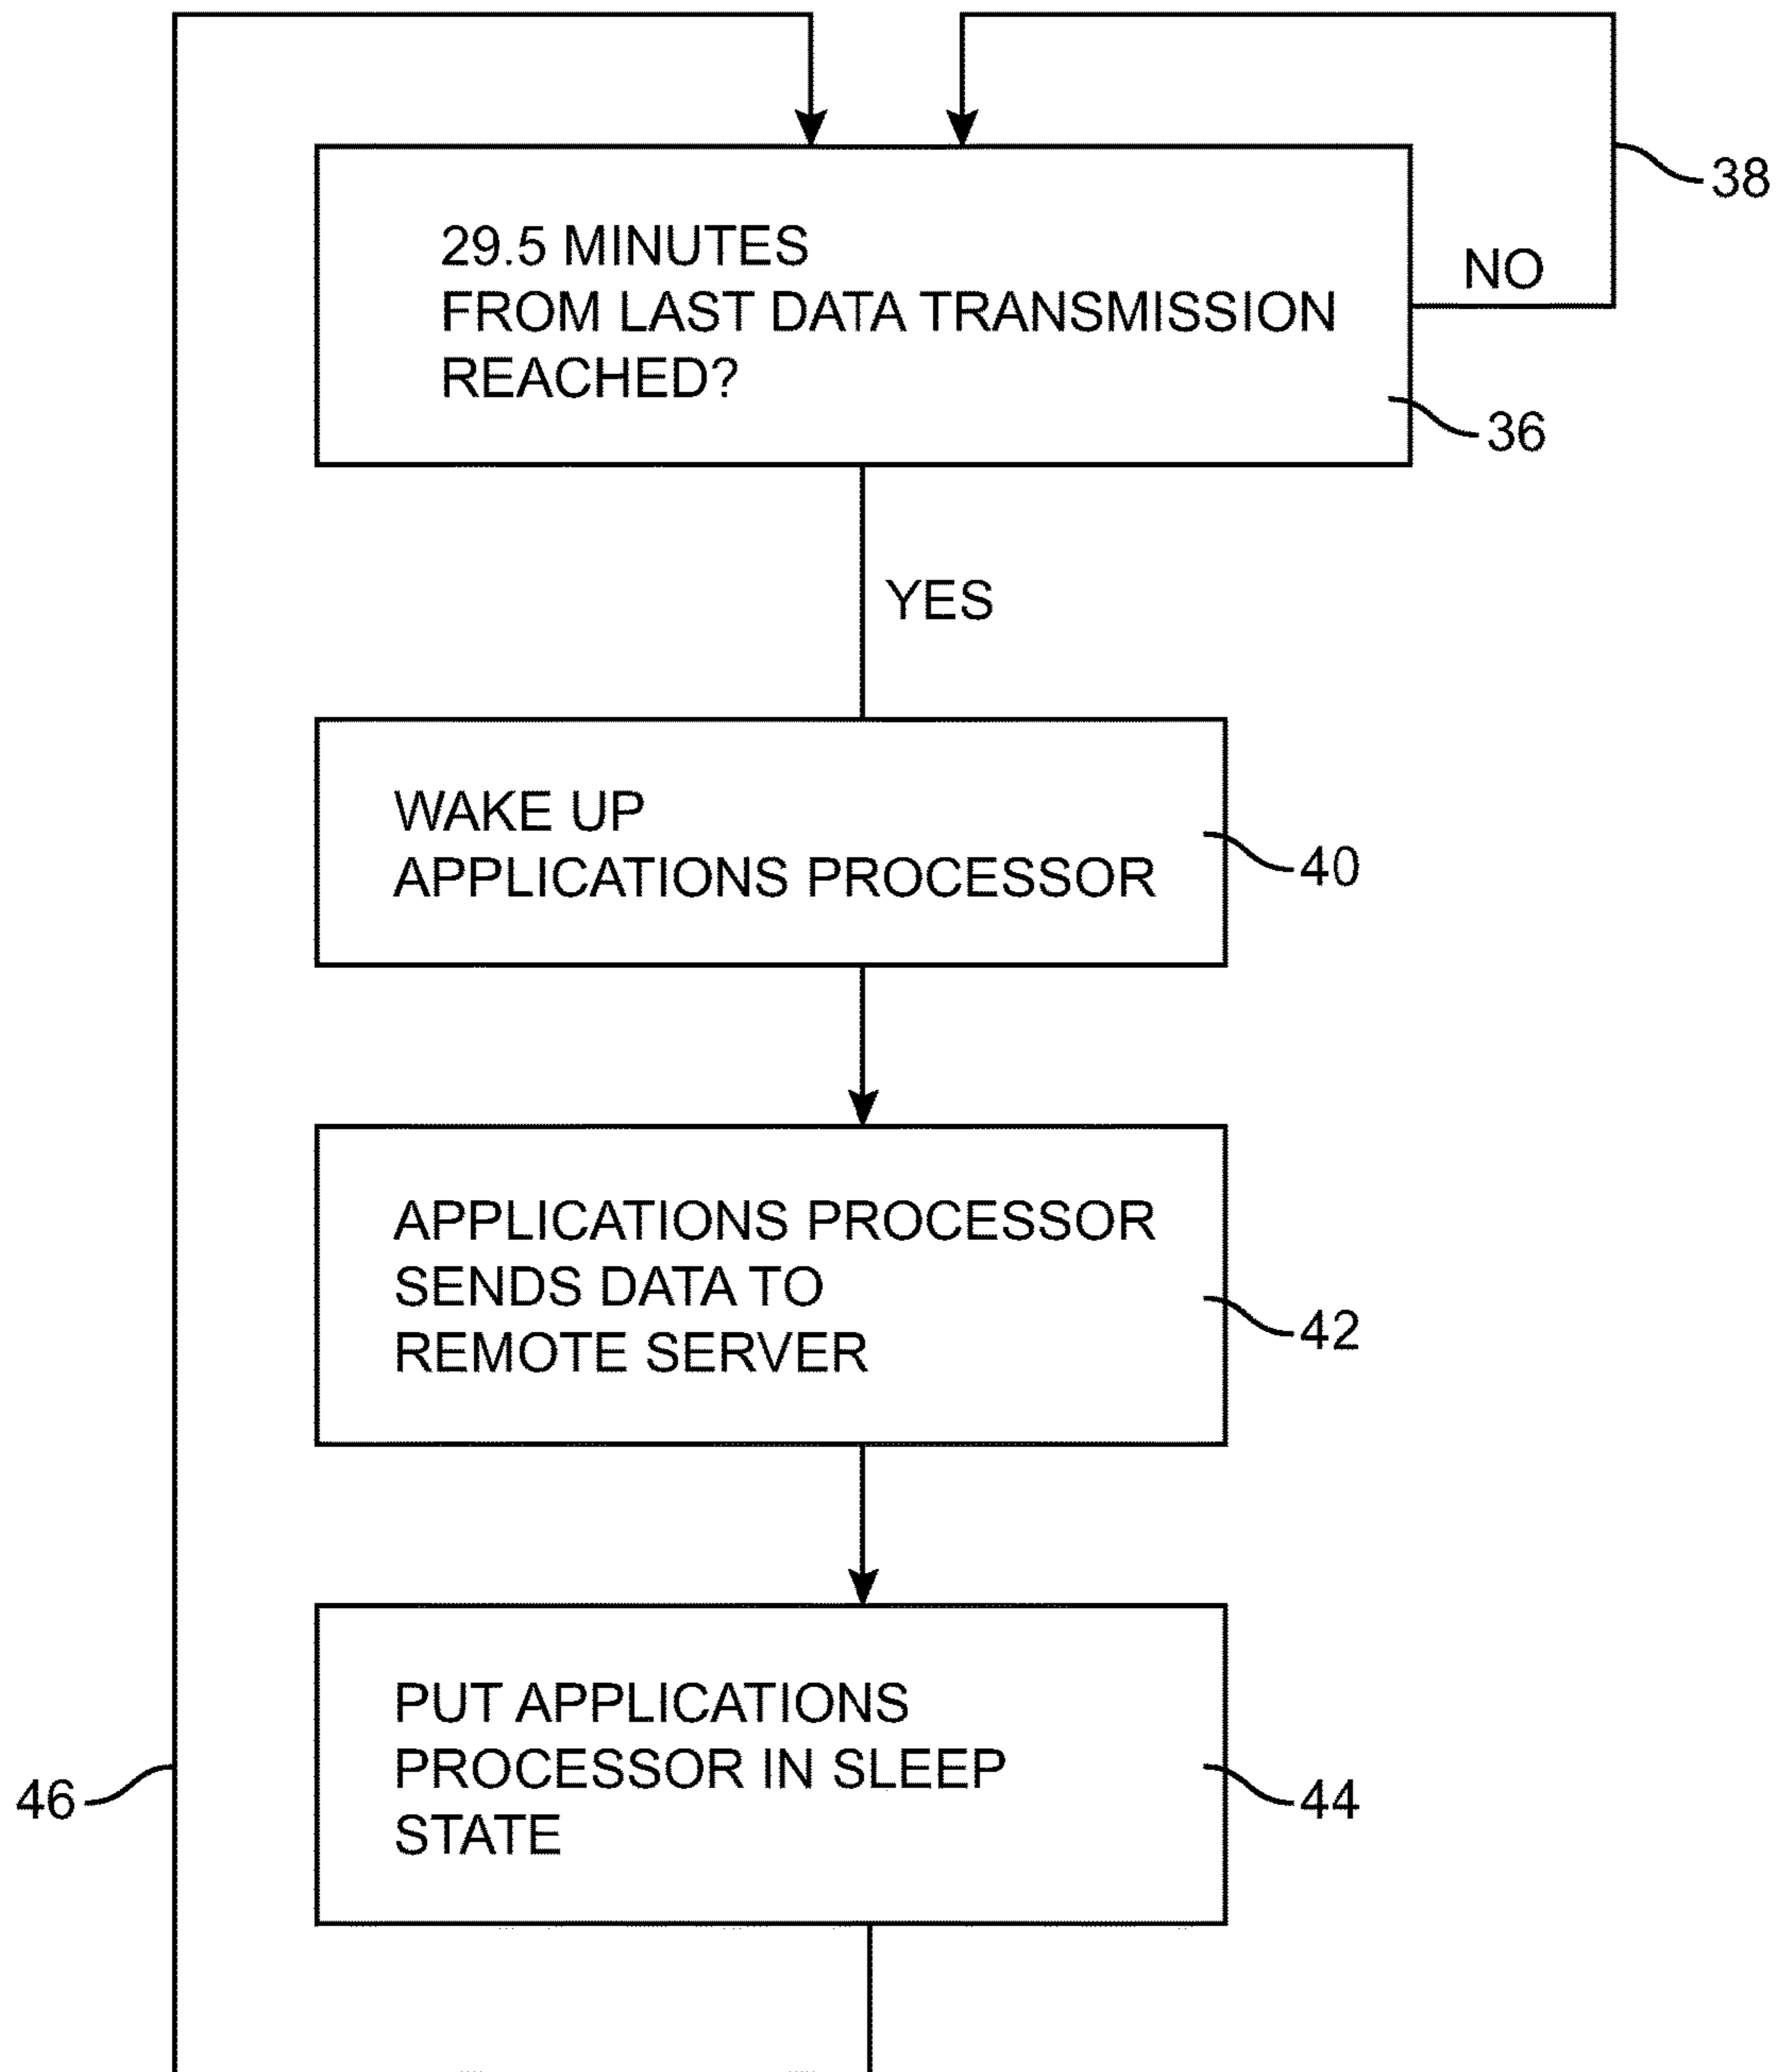 38
29.5 MINUTES
FROM LAST DATA TRANSMISSION
REACHED?
NO
36
YES
WAKE UP
APPLICATIONS PROCESSOR
40
APPLICATIONS PROCESSOR
SENDS DATA TO
REMOTE SERVER
42
PUT APPLICATIONS
PROCESSOR IN SLEEP
STATE
44
46